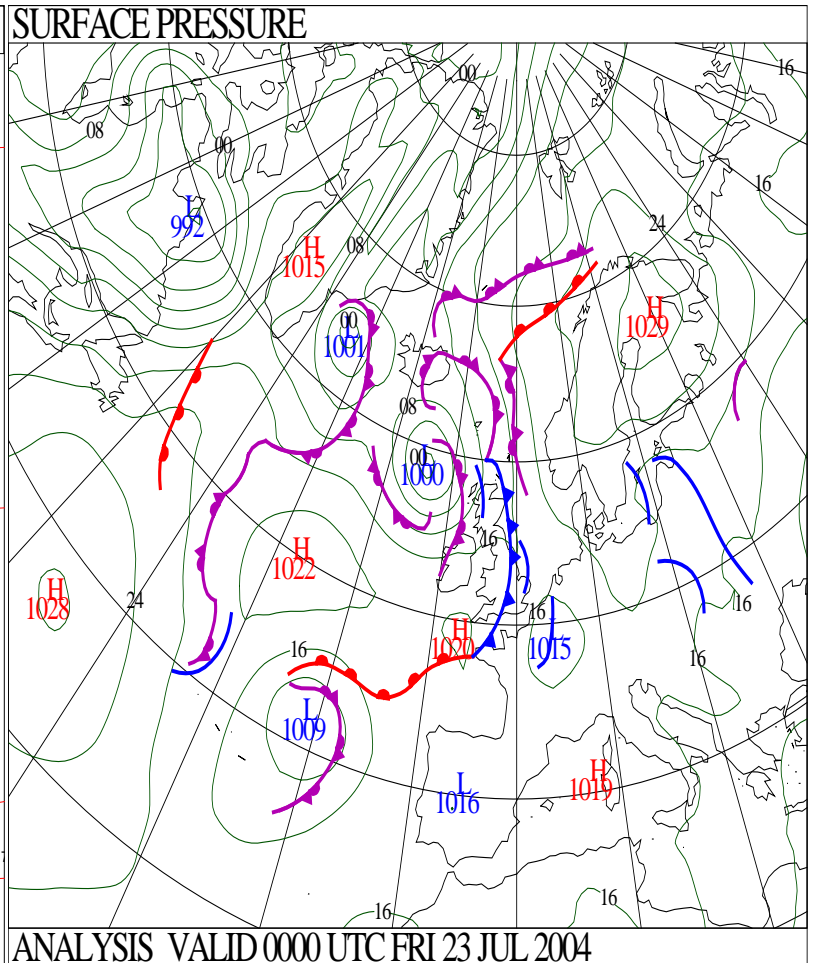 SURFACE PRESSURE
00
16
08
00
16
L
992
24
H
1015
08
H
1029
00
L
1001
08
L
00
1000
16
H
1022
H
1028
24
16
16
H
1020
L
1015
16
16
L
1009
H
1019
L
1016
16
16
ANALYSIS VALID 0000 UTC FRI 23 JUL 2004